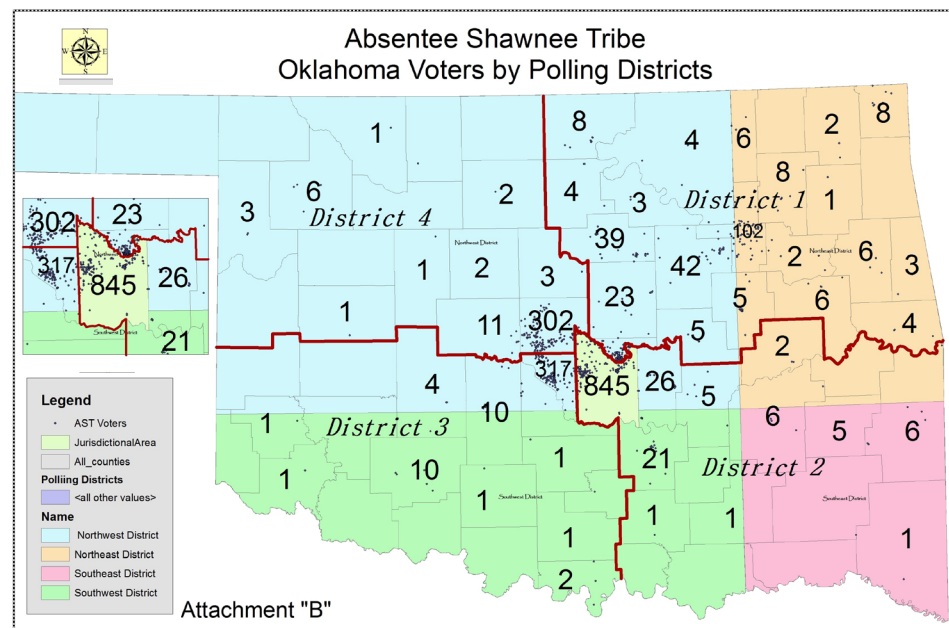 Absentee Shawnee Tribe
Oklahoma Voters by Polling Districts
N
W E
S
8
1
4
6
2
8
8
6
2
4
3
1
3
District 4
District 1
39
102
Northwest District
2
Northeast District
6
3
1
2
3
42
23
5
6
1
11
302
5
4
2
317
845
26
4
10
5
1
District 3
6
5
6
1
10
1
21
District 2
1
Southwest District
Southeast District
1
1
1
1
2
302
23
317
845
26
Southwest District
21
Legend
AST Voters
JurisdictionalArea
All_counties
Polliing Districts
<all other values>
Name
Northwest District
Northeast District
Southeast District
Southwest District
Attachment "B"